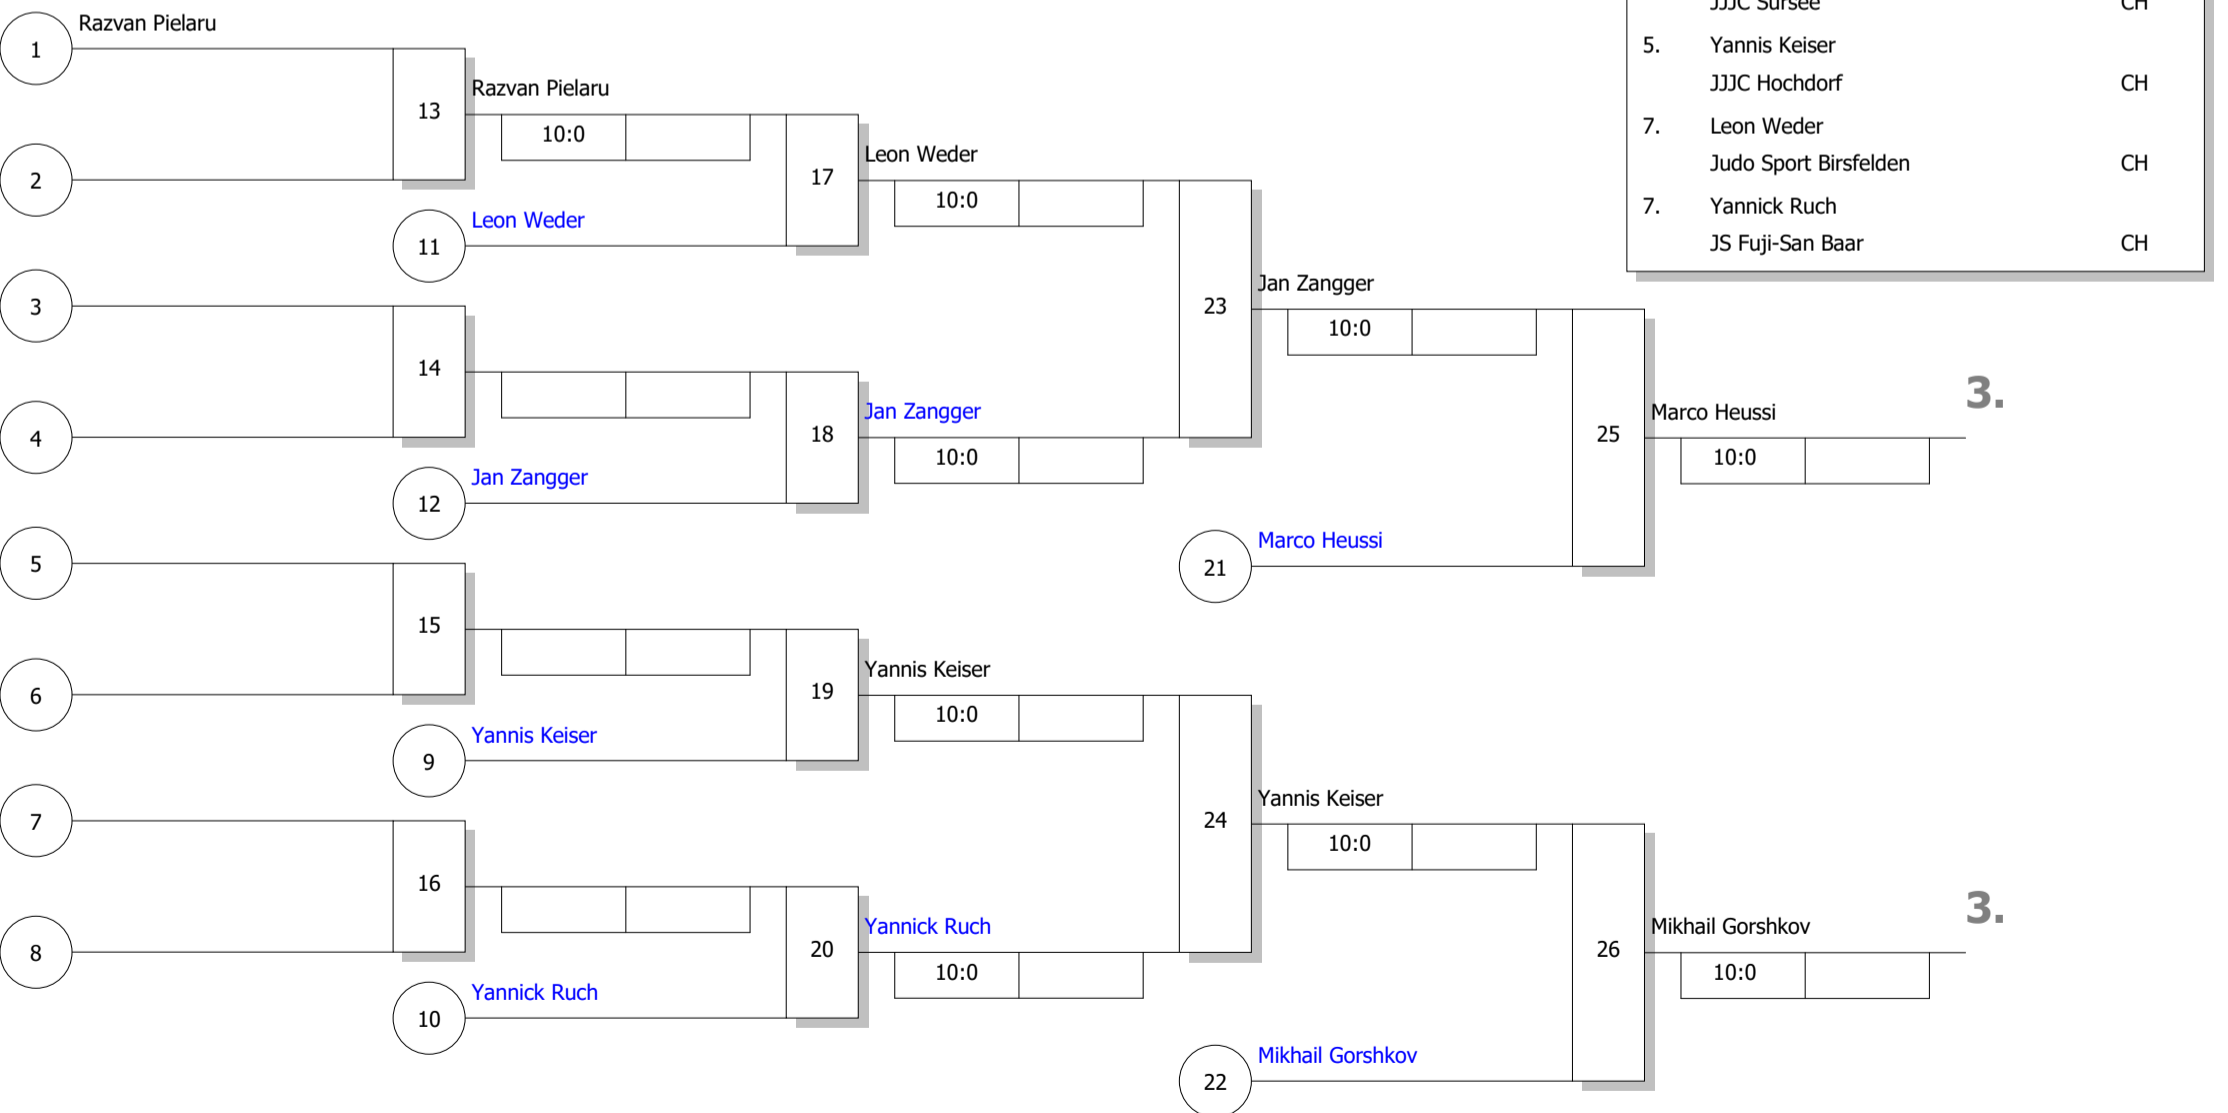 JJJC Sursee CH
5. Yannis Keiser
JJJC Hochdorf CH
7. Leon Weder
Judo Sport Birsfelden CH
7. Yannick Ruch
JS Fuji-San Baar CH
Razvan Pielaru
1
13
Razvan Pielaru
10:0
2
17
Leon Weder
10:0
Leon Weder
11
3
23
Jan Zangger
10:0
14
4
18
Jan Zangger
10:0
Jan Zangger
12
25
Marco Heussi
10:0
3.
Marco Heussi
21
5
15
6
19
Yannis Keiser
10:0
Yannis Keiser
9
7
24
Yannis Keiser
10:0
16
8
20
Yannick Ruch
10:0
Yannick Ruch
10
26
Mikhail Gorshkov
10:0
3.
Mikhail Gorshkov
22